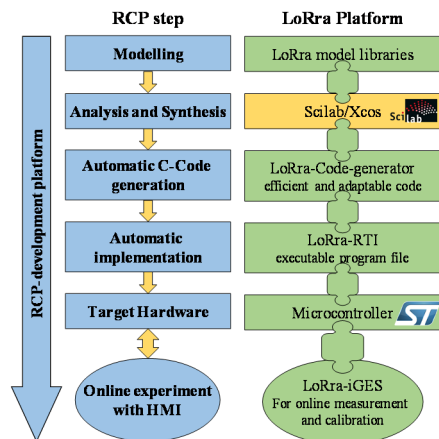 RCP step
LoRra Platform
Modelling
LoRra model libraries
Analysis and Synthesis
Scilab/Xcos
Scilab
Automatic C-Code
generation
LoRra-Code-generator
efficient and adaptable code
Automatic
implementation
LoRra-RTI
executable program file
Target Hardware
Microcontroller
ST
Online experiment
with HMI
LoRra-iGES
For online measurement
and calibration
RCP- development platform